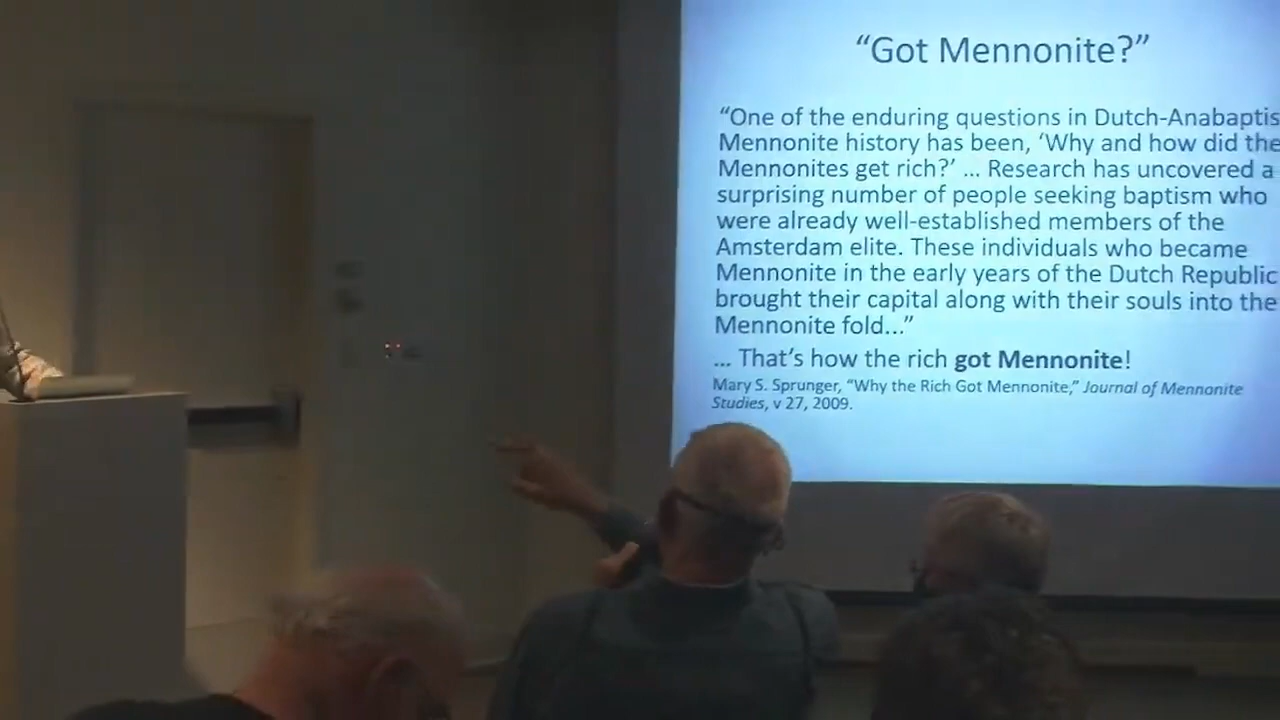 “Got Mennonite?”
“One of the enduring questions in Dutch-Anabaptis
Mennonite history has been, ‘Why and how did the
Mennonites get rich?’ ... Research has uncovered a
surprising number of people seeking baptism who
were already well-established members of the
Amsterdam elite. These individuals who became
Mennonite in the early years of the Dutch Republic
brought their capital along with their souls into the
Mennonite fold...”
... That’s how the rich got Mennonite!
Mary S. Sprunger, “Why the Rich Got Mennonite,” Journal of Mennonite
Studies, v 27, 2009.